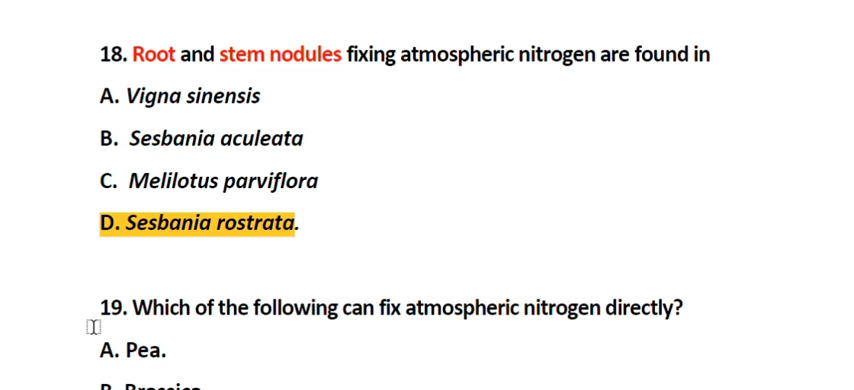 18. Root and stem nodules fixing atmospheric nitrogen are found in
A. Vigna sinensis
B. Sesbania aculeata
C. Melilotus parviflora
D. Sesbania rostrata.
19. Which of the following can fix atmospheric nitrogen directly?
A. Pea.